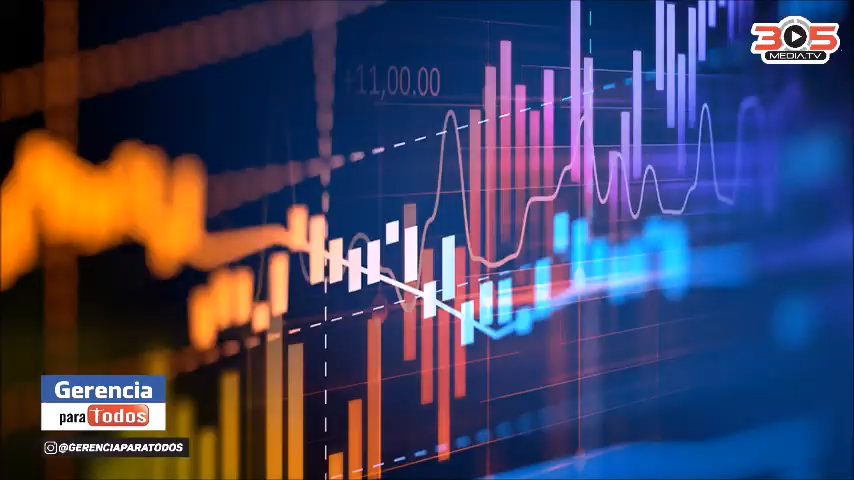 305
MEDIA.TV
+11,00.00
Gerencia
para Todos
@GERENCIAPARATODOS